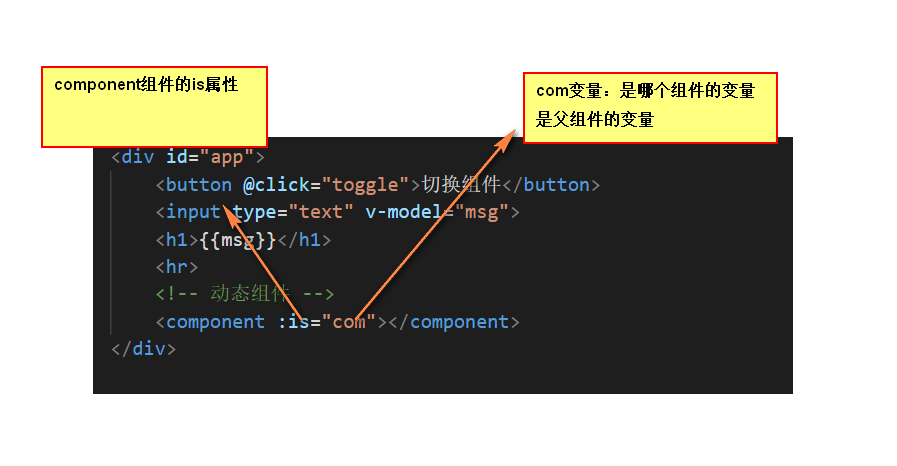 component组件的is属性
com变量：是哪个组件的变量
是父组件的变量
<div id="app">
<button @click="toggle">切换组件</button>
<input type="text" v-model="msg">
<h1>{{msg}}</h1>
<hr>
<!-- 动态组件 -->
<component :is="com"></component>
</div>